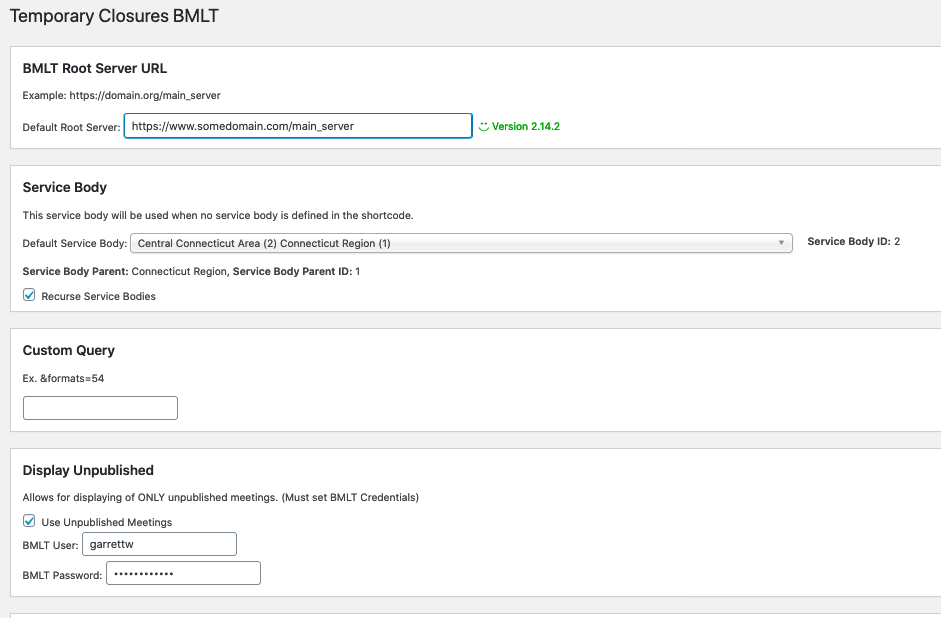 Temporary Closures BMLT
BMLT Root Server URL
Example: https://domain.org/main_server
Default Root Server: https://www.somedomain.com/main_server Version 2.14.2
Service Body
This service body will be used when no service body is defined in the shortcode.
Default Service Body: Central Connecticut Area (2) Connecticut Region (1) Service Body ID: 2
Service Body Parent: Connecticut Region, Service Body Parent ID: 1
Recurse Service Bodies
Custom Query
Ex. &formats=54
Display Unpublished
Allows for displaying of ONLY unpublished meetings. (Must set BMLT Credentials)
Use Unpublished Meetings
BMLT User: garrettw
BMLT Password: ••••••••••••